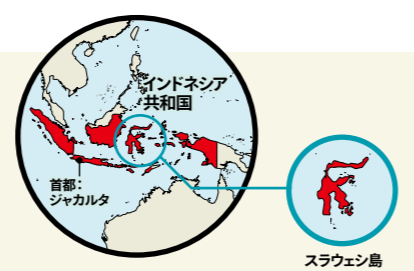 インドネシア
共和国
首都：
ジャカルタ
スラウェシ島